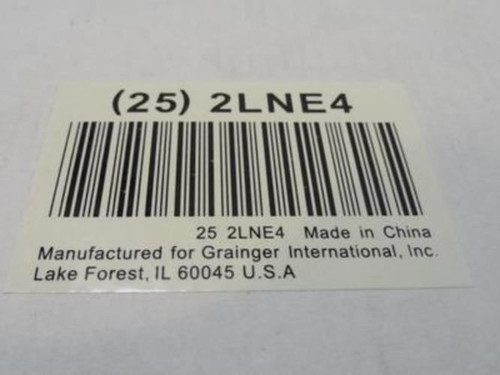 (25) 2LNE4
25 2LNE4 Made in China
Manufactured for Grainger International, Inc.
Lake Forest, IL 60045 U.S.A